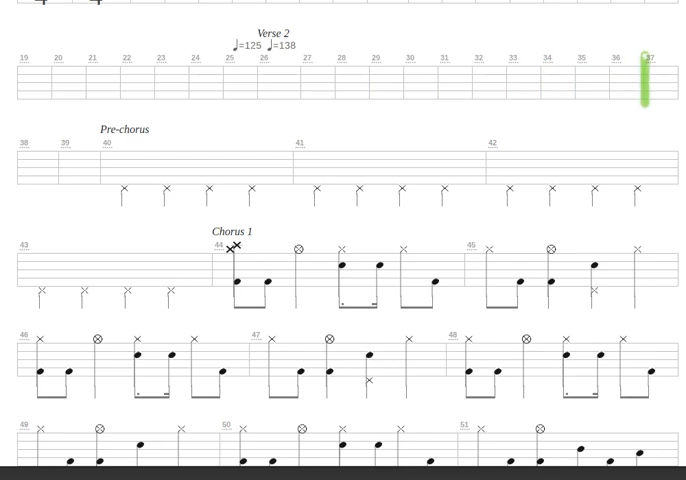 Verse 2
♩=125 ♩=138
19 20 21 22 23 24 25 26 27 28 29 30 31 32 33 34 35 36 37
Pre-chorus
38 39 40 41 42
Chorus 1
43 44 45
46 47 48
49 50 51